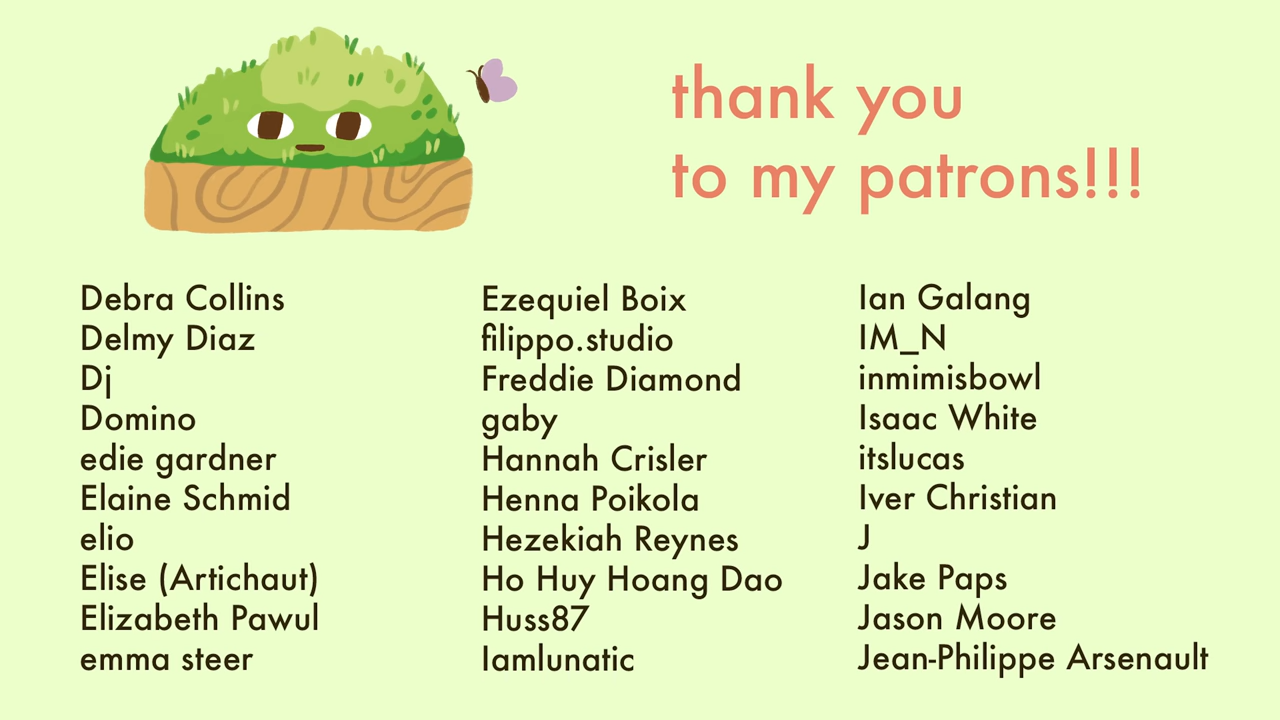 thank you
to my patrons!!!
Debra Collins
Delmy Diaz
Dj
Domino
edie gardner
Elaine Schmid
elio
Elise (Artichaut)
Elizabeth Pawul
emma steer
Ezequiel Boix
filippo.studio
Freddie Diamond
gaby
Hannah Crisler
Henna Poikola
Hezekiah Reynes
Ho Huy Hoang Dao
Huss87
Iamlunatic
Ian Galang
IM_N
inmimisbowl
Isaac White
itslucas
Iver Christian
J
Jake Paps
Jason Moore
Jean-Philippe Arsenault